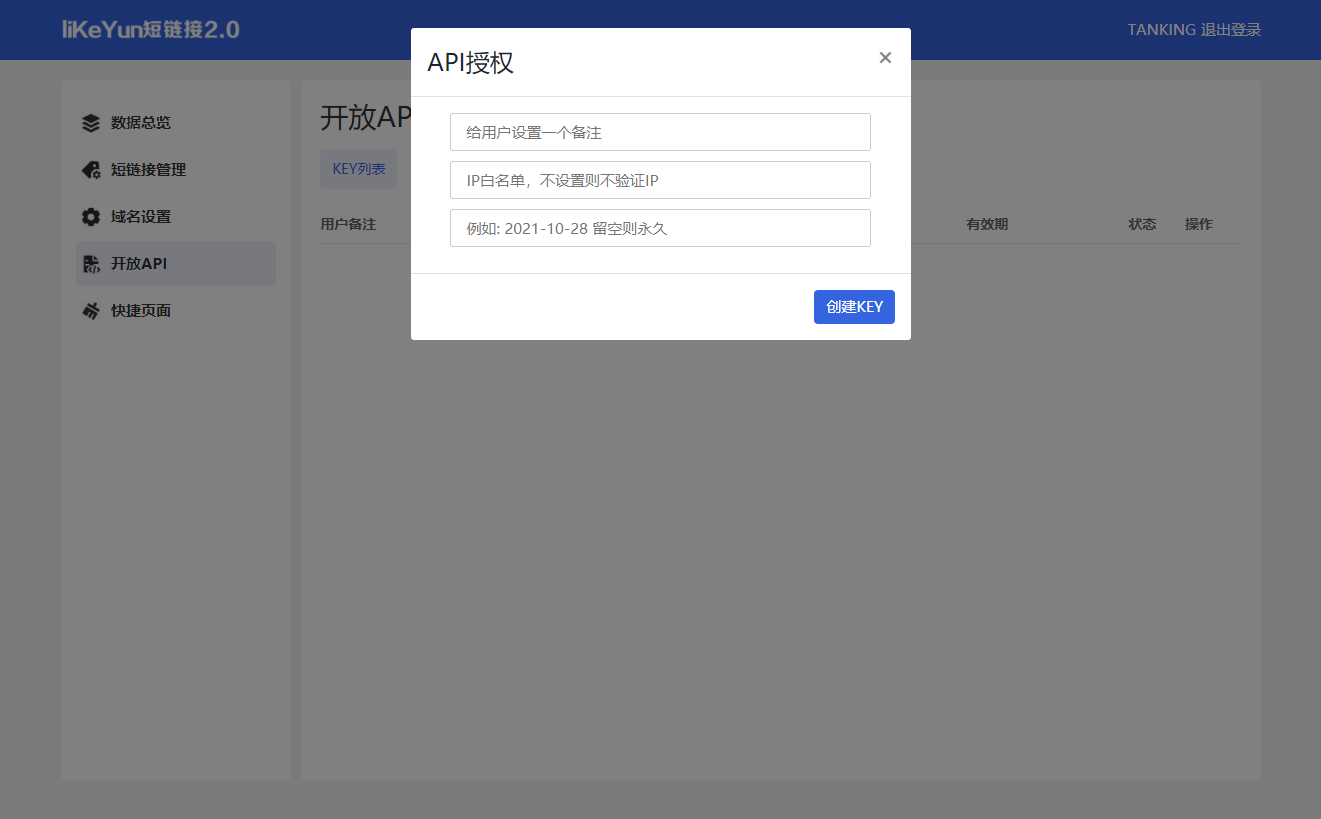 liKeYun短链接2.0
TANKING 退出登录
API授权
×
给用户设置一个备注
IP白名单，不设置则不验证IP
例如: 2021-10-28 留空则永久
创建KEY
数据总览
短链接管理
域名设置
开放API
快捷页面
开放AP
KEY列表
用户备注 有效期 状态 操作